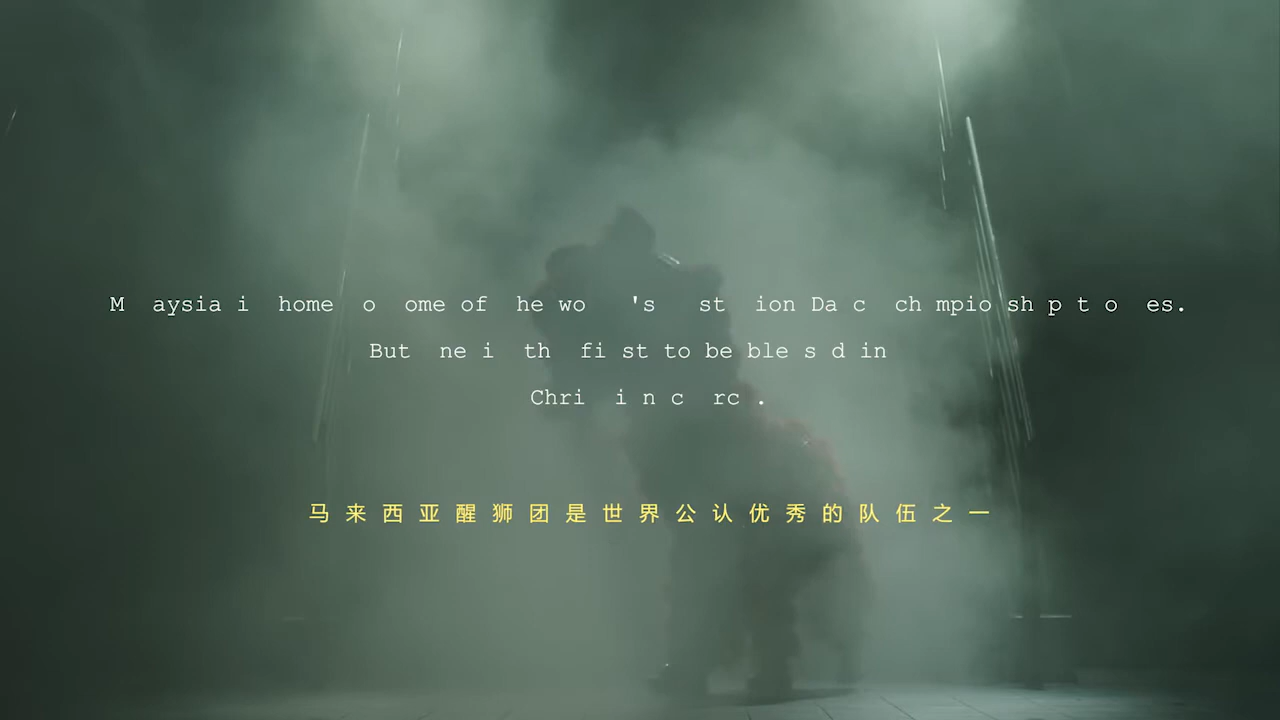 M aysia i home o ome of he wo 's st ion Da c ch mpio sh p t o es.
But ne i th fi st to be ble s d in
Chri i n c rc .
马来西亚醒狮团是世界公认优秀的队伍之一